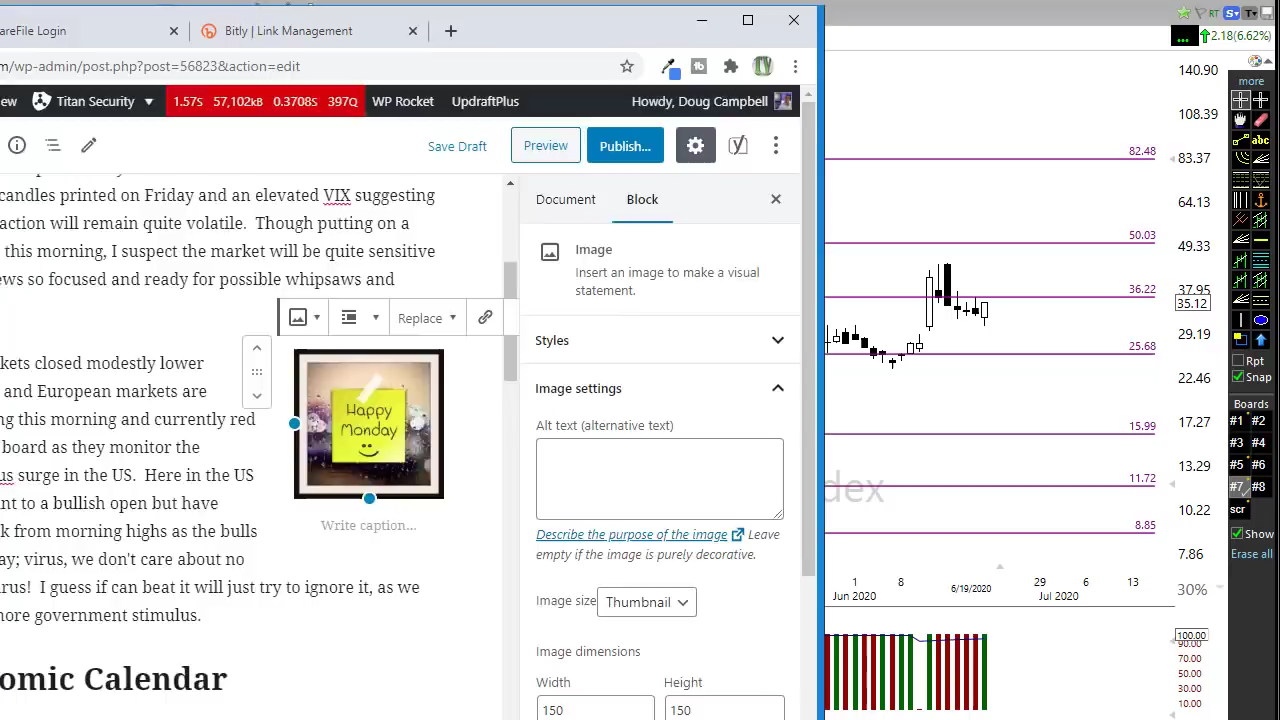 areFile Login
Bitly | Link Management
m/wp-admin/post.php?post=56823&action=edit
ew
Titan Security
1.57S
57,102kB
0.3708S
397Q
WP Rocket
UpdraftPlus
Howdy, Doug Campbell
Save Draft
Preview
Publish...
candles printed on Friday and an elevated VIX suggesting
action will remain quite volatile. Though putting on a
this morning, I suspect the market will be quite sensitive
ews so focused and ready for possible whipsaws and
Replace
kets closed modestly lower
and European markets are
ng this morning and currently red
board as they monitor the
us surge in the US. Here in the US
nt to a bullish open but have
k from morning highs as the bulls
ay; virus, we don't care about no
rus! I guess if can beat it will just try to ignore it, as we
more government stimulus.
Happy
Monday
Write caption...
omic Calendar
Document
Block
Image
Insert an image to make a visual
statement.
Styles
Image settings
Alt text (alternative text)
Describe the purpose of the image Leave
empty if the image is purely decorative.
Image size
Thumbnail
Image dimensions
Width
Height
150
150
RT
S
T
...
2.18(6.62%)
140.90
108.39
83.37
64.13
49.33
37.95
35.12
29.19
22.46
17.27
13.29
10.22
7.86
82.48
50.03
36.22
25.68
15.99
11.72
8.85
dex
1
8
6/19/2020
29
6
13
Jun 2020
Jul 2020
30%
100.00
90.00
70.00
50.00
30.00
10.00
more
abc
Rpt
Snap
Boards
#1
#2
#3
#4
#5
#6
#7
#8
scr
Show
Erase all